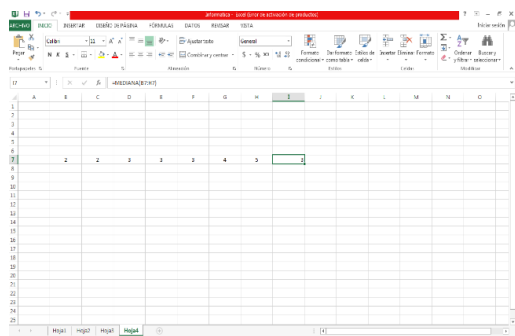 Informatica - Excel (Error de activación de productos)
ARCHIVO INICIO INSERTAR DISEÑO DE PÁGINA FÓRMULAS DATOS REVISAR VISTA Iniciar sesión
Calibri 11 Ajustar texto General
Pegar N K S Combinar y centrar Formato condicional Dar formato como tabla Estilos de celda Insertar Eliminar Formato Ordenar y filtrar Buscar y seleccionar
Portapapeles Fuente Alineación Número Estilos Celdas Modificar
I7 =MEDIANA(B7:H7)
A B C D E F G H I J K L M N O
1
2
3
4
5
6
7 2 2 3 3 3 4 5 3
8
9
10
11
12
13
14
15
16
17
18
19
20
21
22
23
24
25
Hoja1 Hoja2 Hoja3 Hoja4